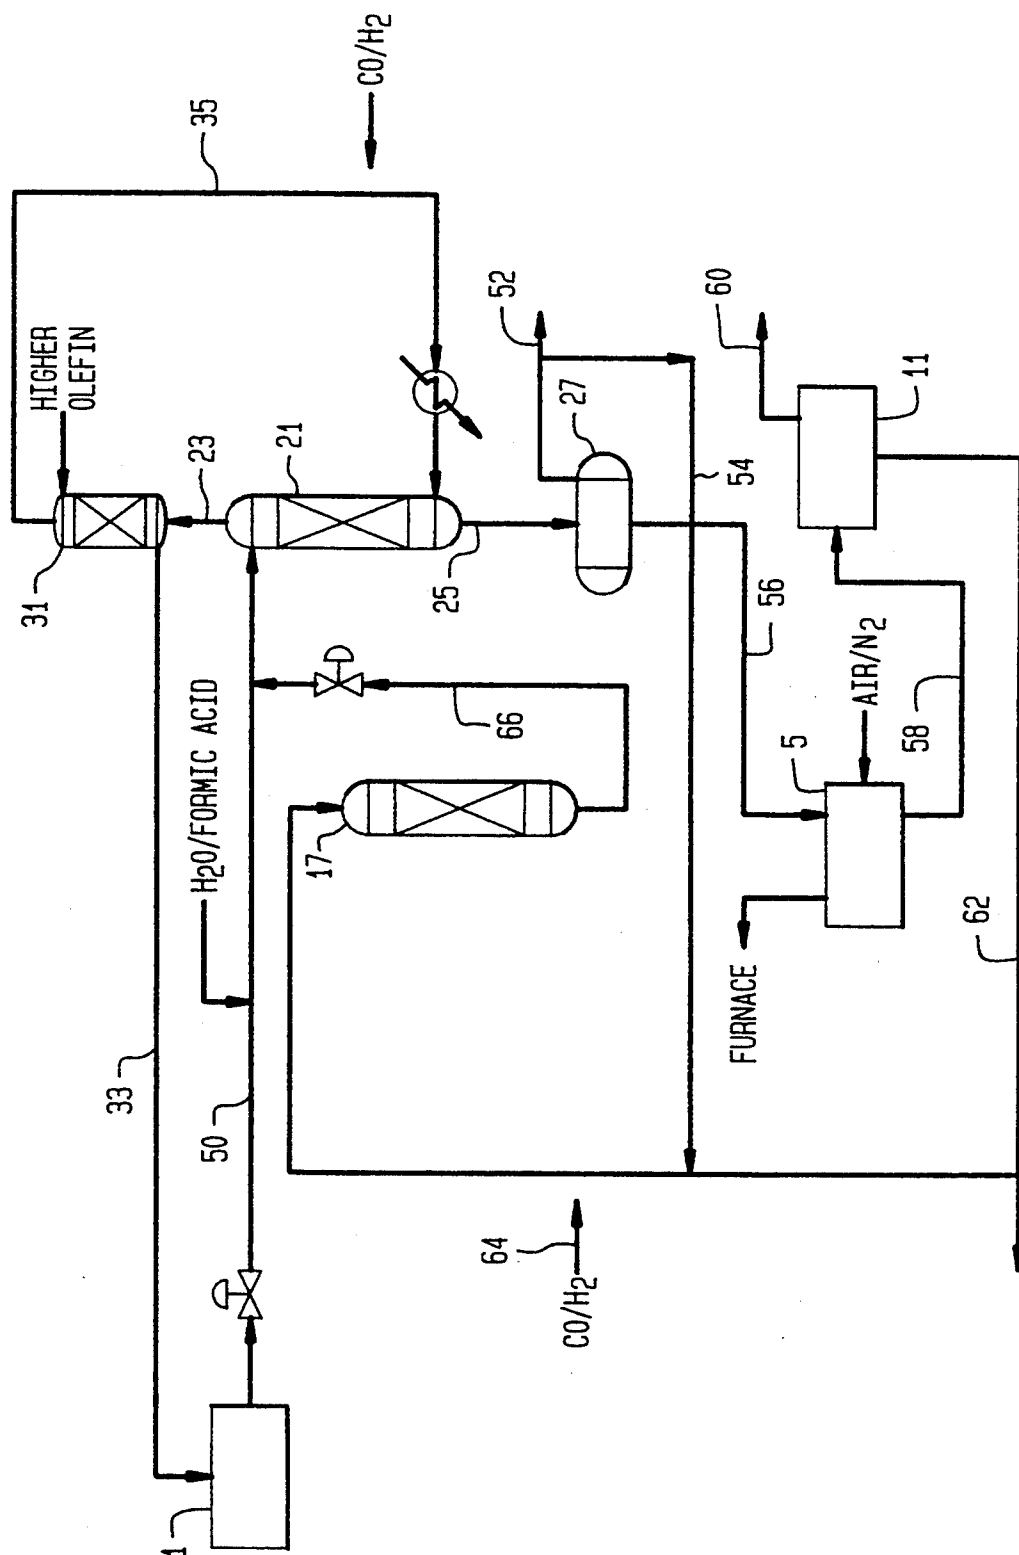 HIGHER
OLEFIN
31
33
1
H2O/FORMIC ACID
23
35
50
21
17
CO/H2
25
64
66
52
CO/H2
27
60
54
FURNACE
56
5
AIR/N2
58
11
62